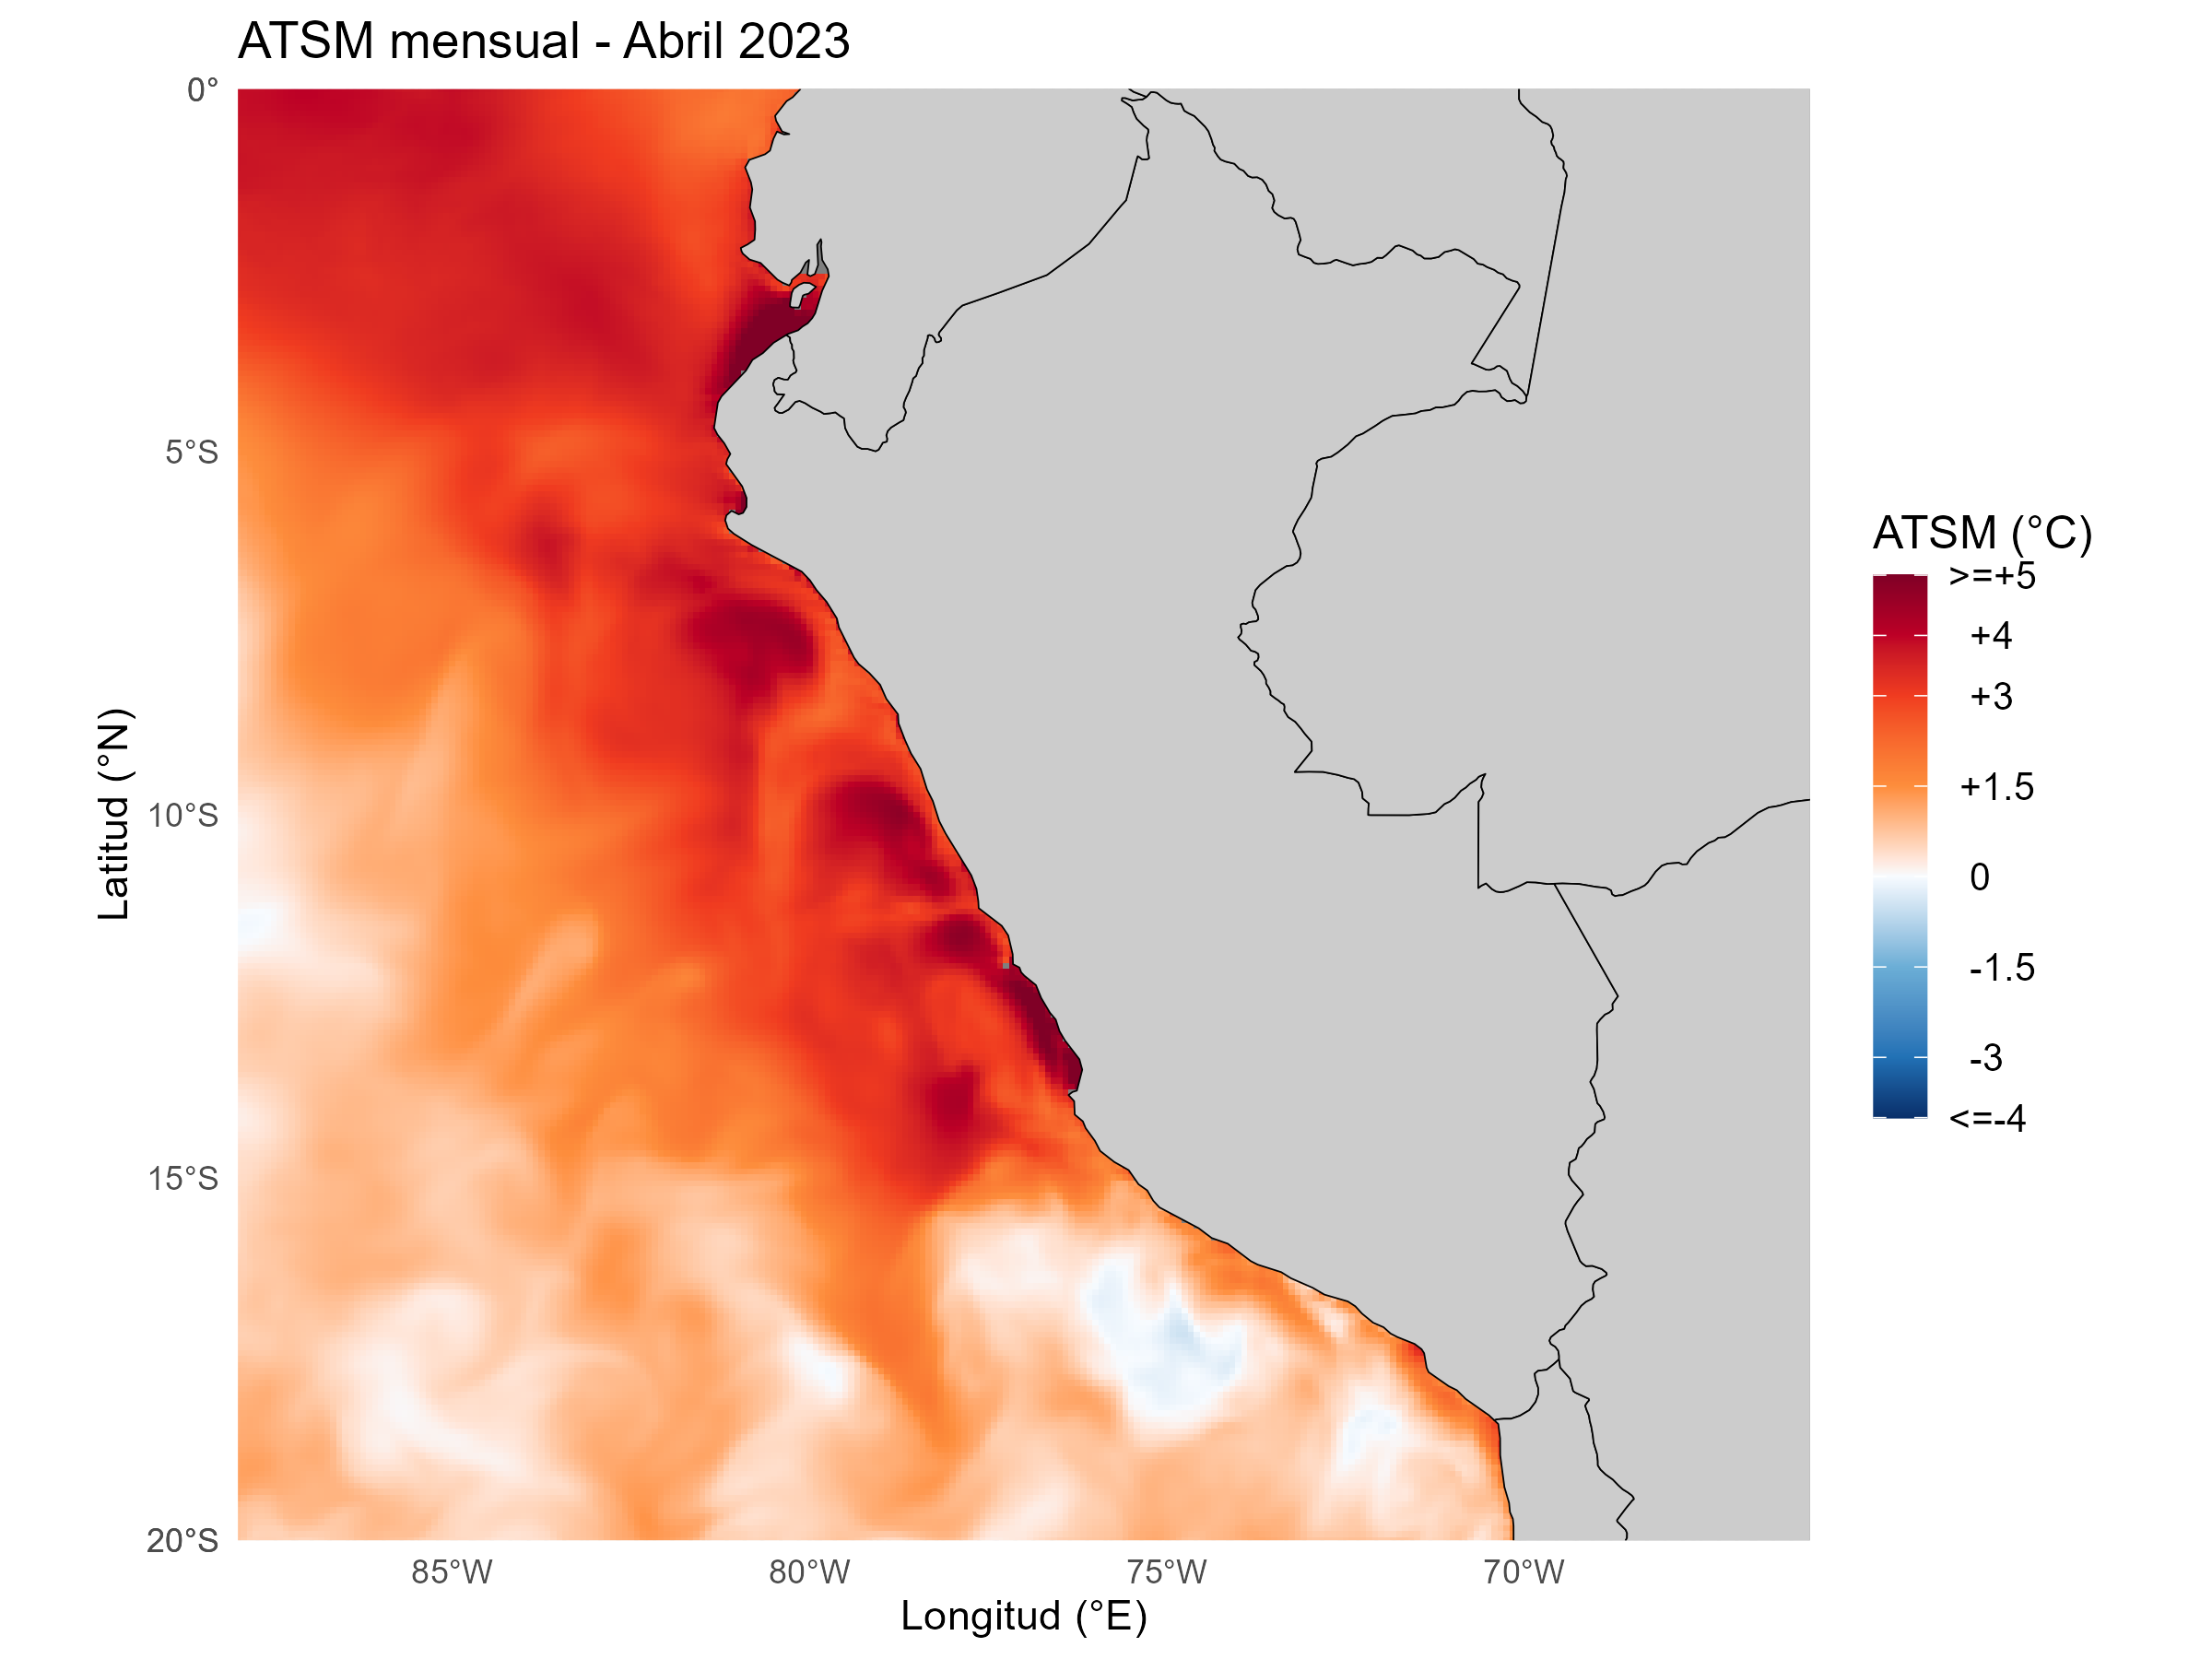 ATSM mensual - Abril 2023
0°
5°S
10°S
15°S
20°S
Latitud (°N)
85°W
80°W
75°W
70°W
Longitud (°E)
ATSM (°C)
>=+5
+4
+3
+1.5
0
-1.5
-3
<=-4